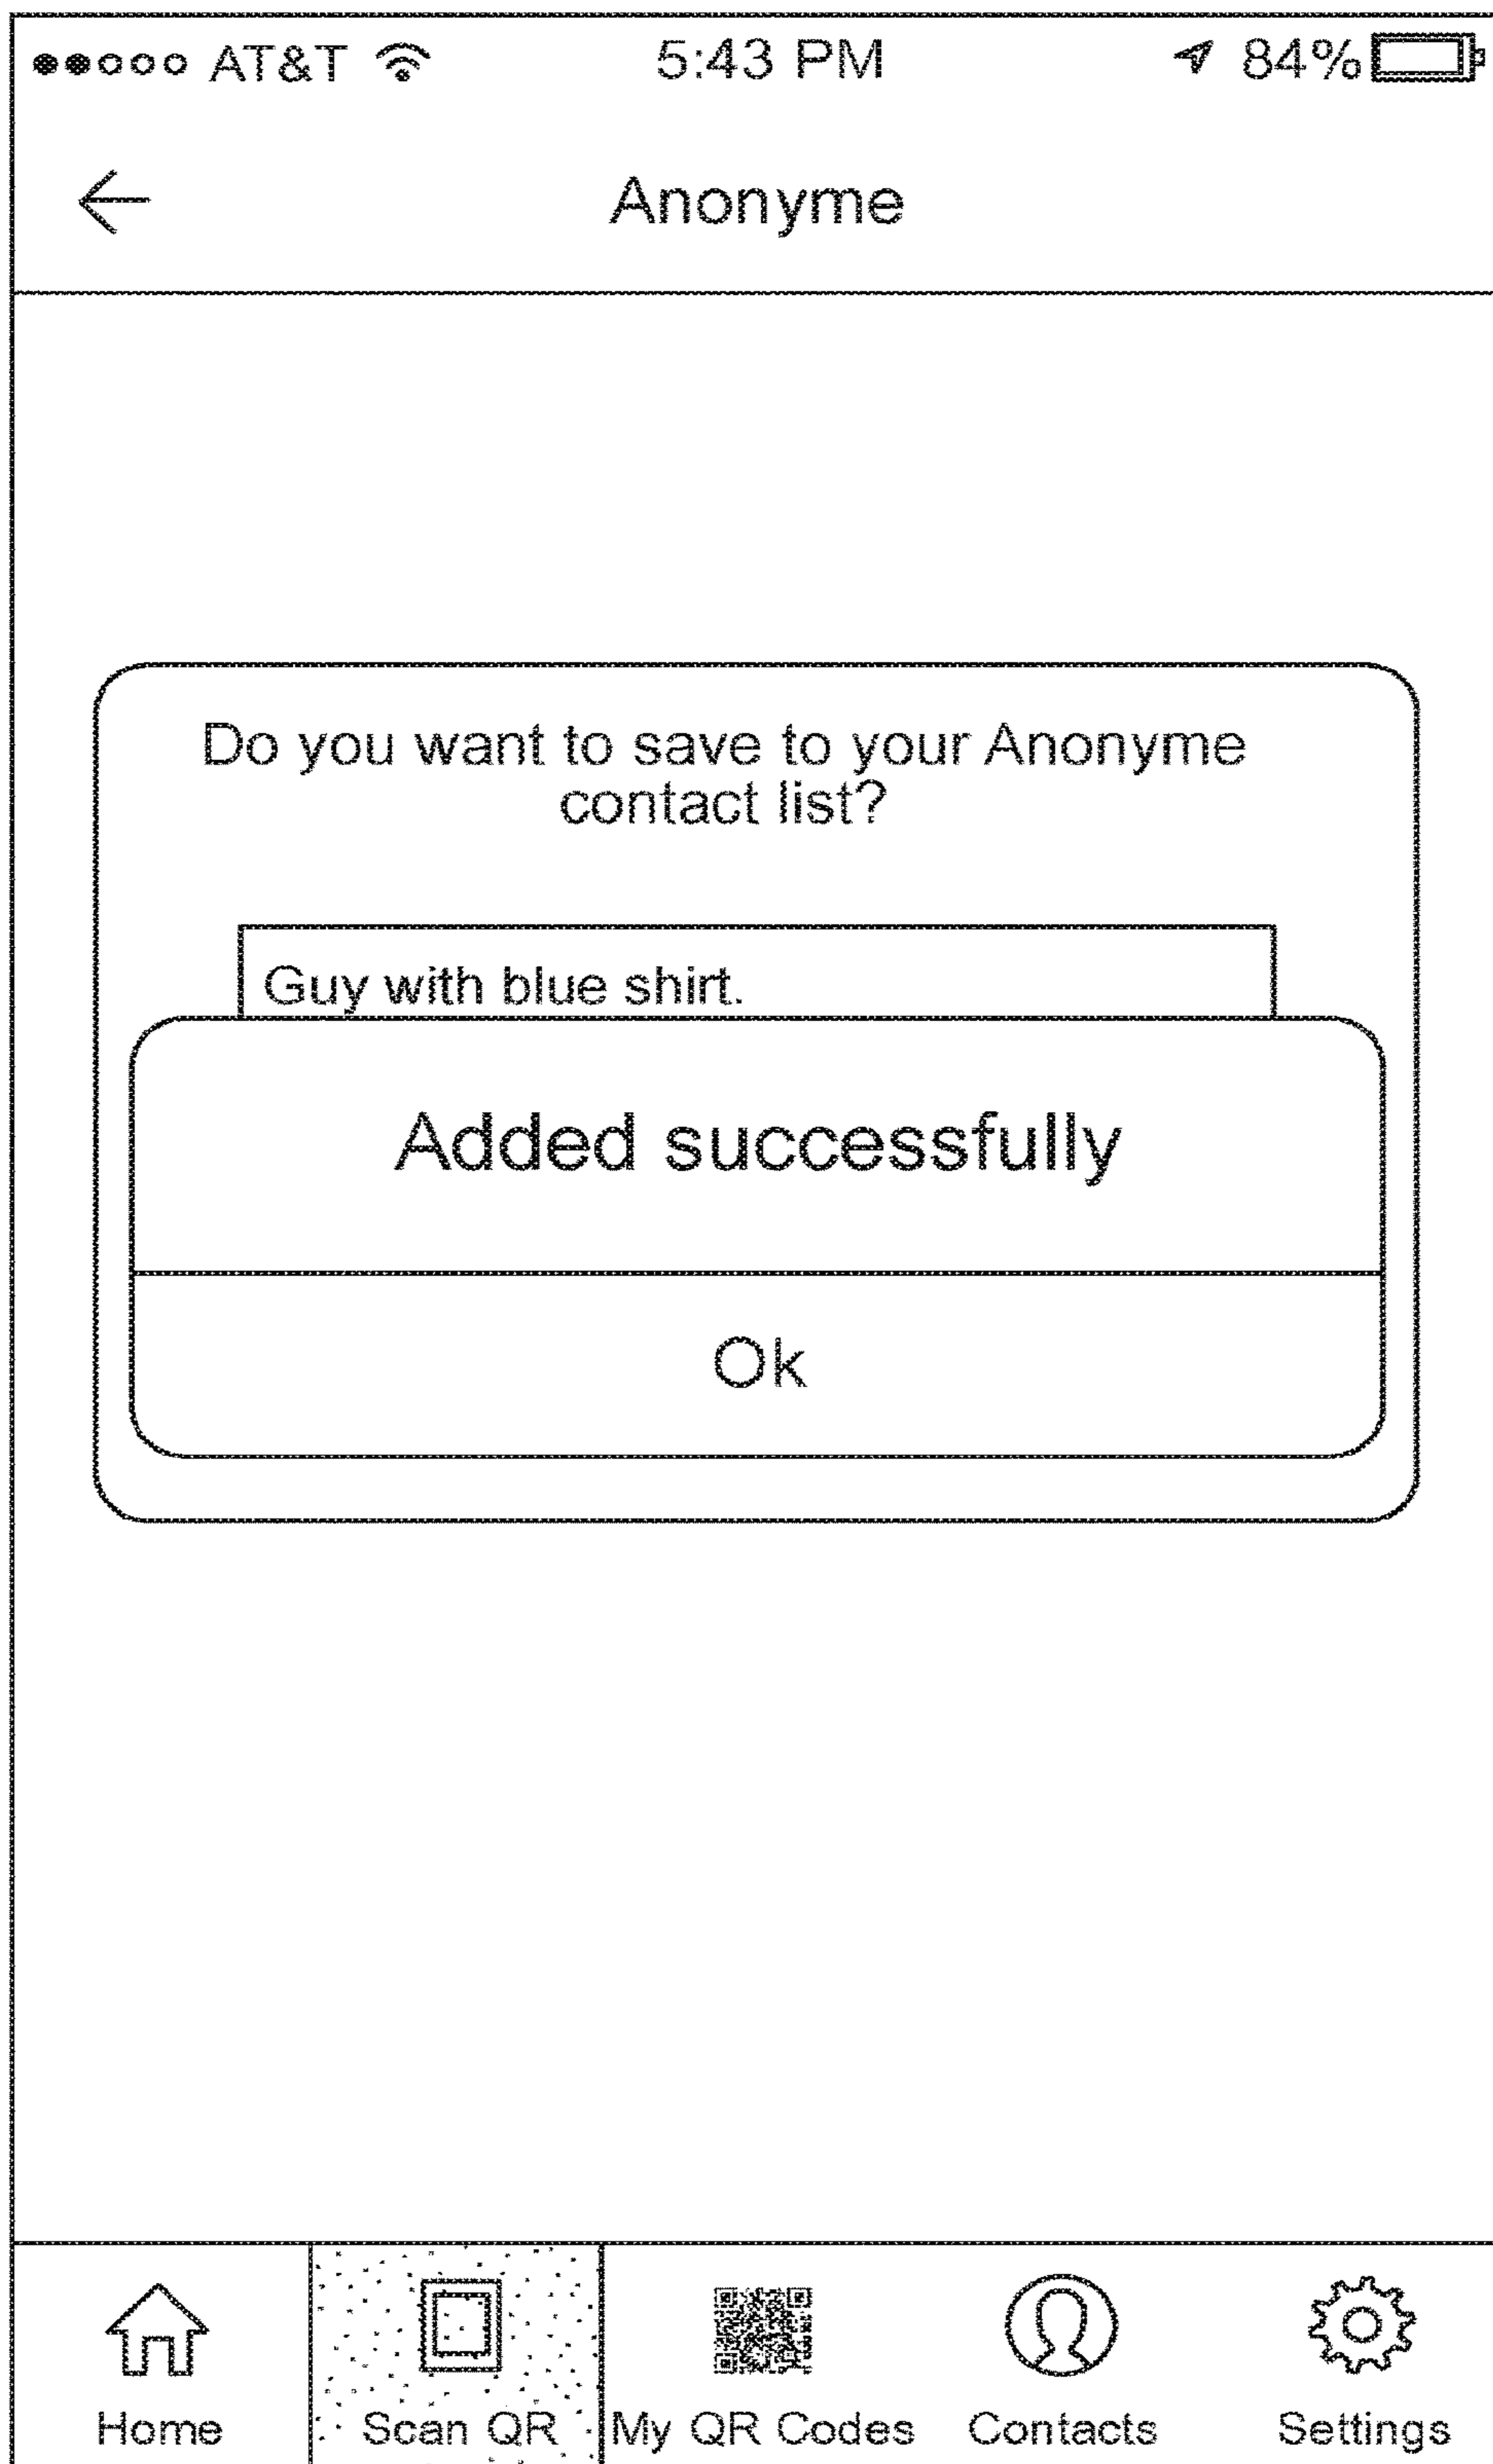 AT&T 5:43 PM 84%
Anonyme
Do you want to save to your Anonyme
contact list?
Guy with blue shirt.
Added successfully
Ok
Home Scan QR My QR Codes Contacts Settings